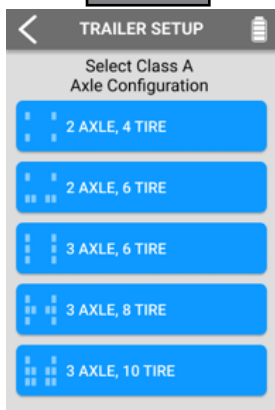 TRAILER SETUP
Select Class A
Axle Configuration
2 AXLE, 4 TIRE
2 AXLE, 6 TIRE
3 AXLE, 6 TIRE
3 AXLE, 8 TIRE
3 AXLE, 10 TIRE